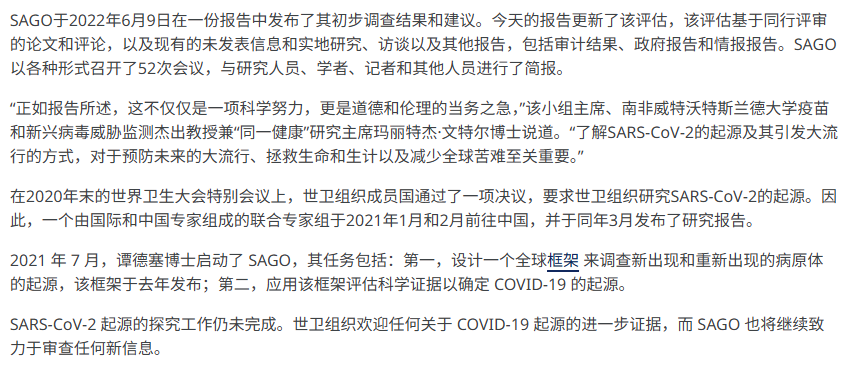 SAGO于2022年6月9日在一份报告中发布了其初步调查结果和建议。今天的报告更新了该评估，该评估基于同行评审
的论文和评论，以及现有的未发表信息和实地研究、访谈以及其他报告，包括审计结果、政府报告和情报报告。SAGO
以各种形式召开了52次会议，与研究人员、学者、记者和其他人员进行了简报。
“正如报告所述，这不仅仅是一项科学努力，更是道德和伦理的当务之急，”该小组主席、南非威特沃特斯兰德大学疫苗
和新兴病毒威胁监测杰出教授兼“同一健康”研究主席玛丽特杰·文特尔博士说道。“了解SARS-CoV-2的起源及其引发大流
行的方式，对于预防未来的大流行、拯救生命和生计以及减少全球苦难至关重要。”
在2020年末的世界卫生大会特别会议上，世卫组织成员国通过了一项决议，要求世卫组织研究SARS-CoV-2的起源。因
此，一个由国际和中国专家组成的联合专家组于2021年1月和2月前往中国，并于同年3月发布了研究报告。
2021 年 7 月，谭德塞博士启动了 SAGO，其任务包括：第一，设计一个全球框架 来调查新出现和重新出现的病原体
的起源，该框架于去年发布；第二，应用该框架评估科学证据以确定 COVID-19 的起源。
SARS-CoV-2 起源的探究工作仍未完成。世卫组织欢迎任何关于 COVID-19 起源的进一步证据，而 SAGO 也将继续致
力于审查任何新信息。